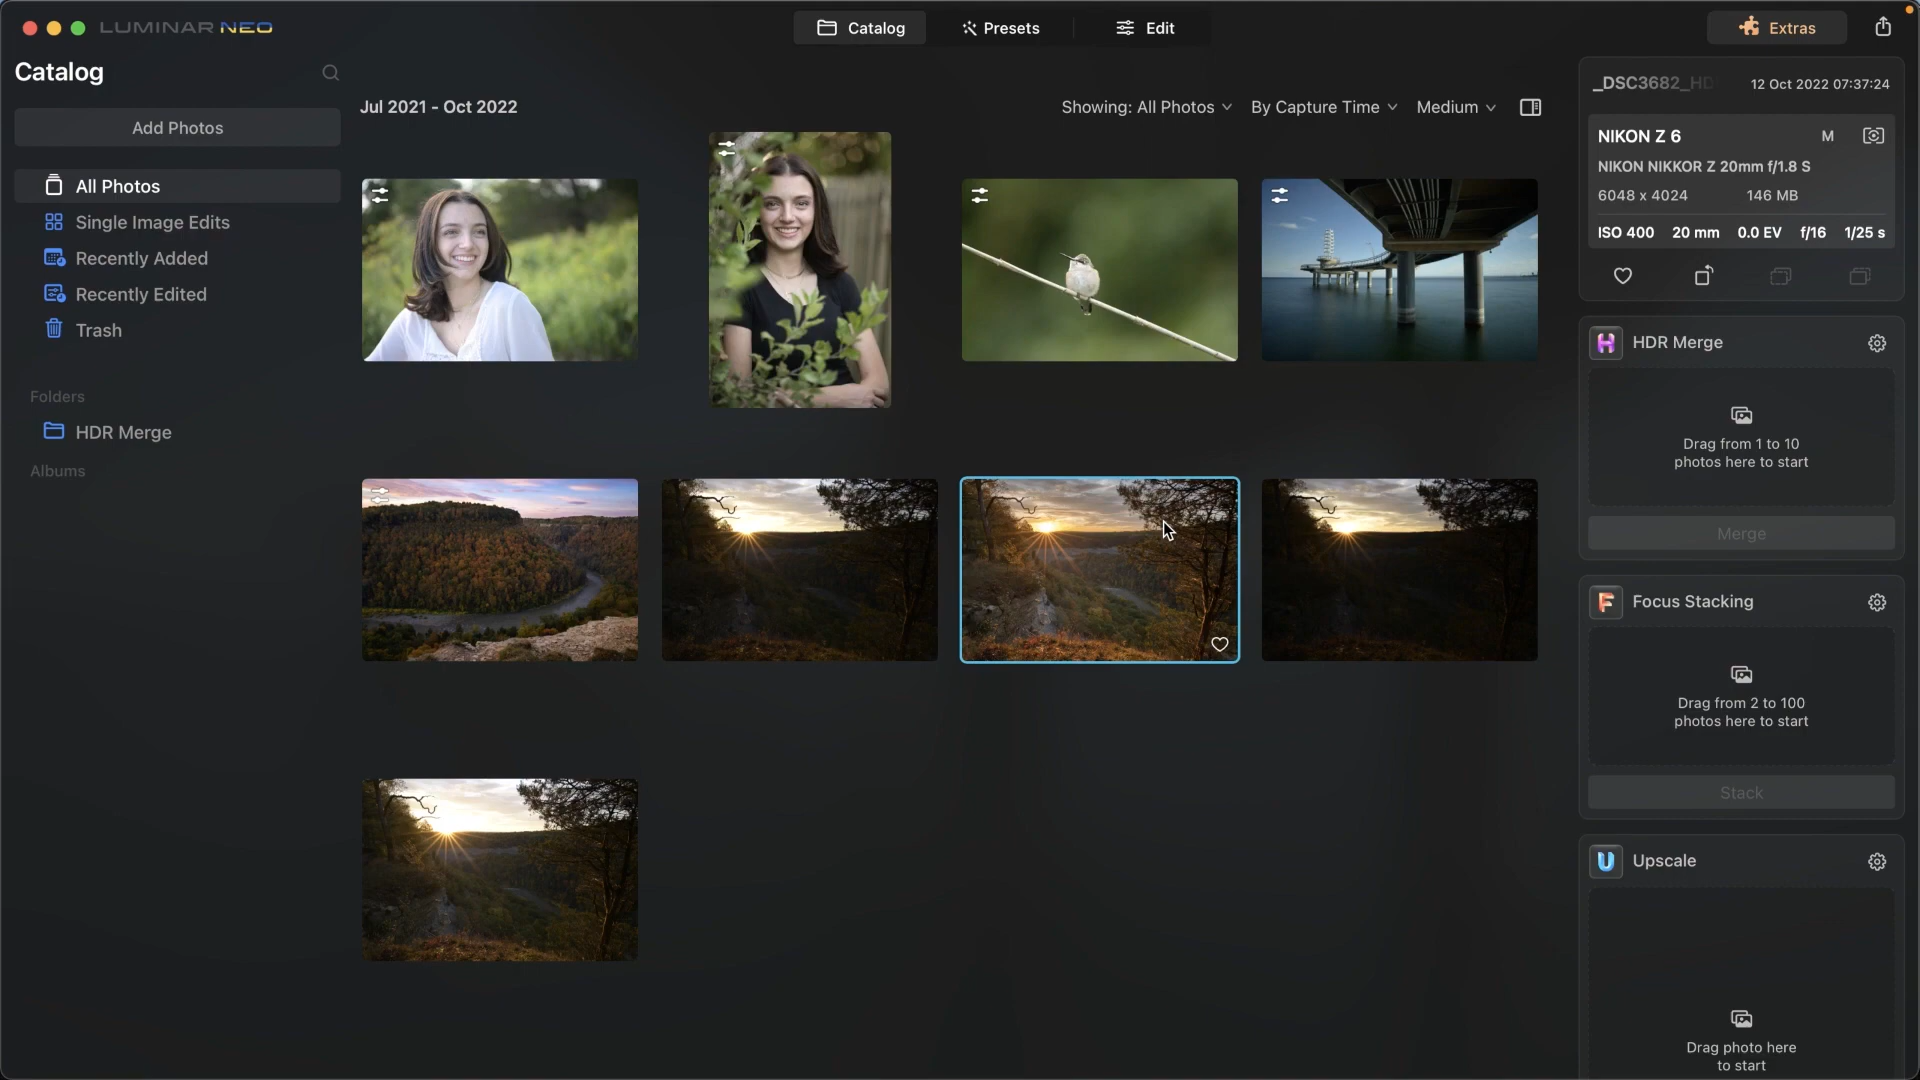 LUMINAR NEO
Catalog
Presets
Edit
Extras
Catalog
Add Photos
All Photos
Single Image Edits
Recently Added
Recently Edited
Trash
Folders
HDR Merge
Albums
Jul 2021 - Oct 2022
Showing: All Photos
By Capture Time
Medium
_DSC3682_HD
12 Oct 2022 07:37:24
NIKON Z 6
M
NIKON NIKKOR Z 20mm f/1.8 S
6048 x 4024
146 MB
ISO 400
20 mm
0.0 EV
f/16
1/25 s
HDR Merge
Drag from 1 to 10
photos here to start
Merge
Focus Stacking
Drag from 2 to 100
photos here to start
Stack
Upscale
Drag photo here
to start